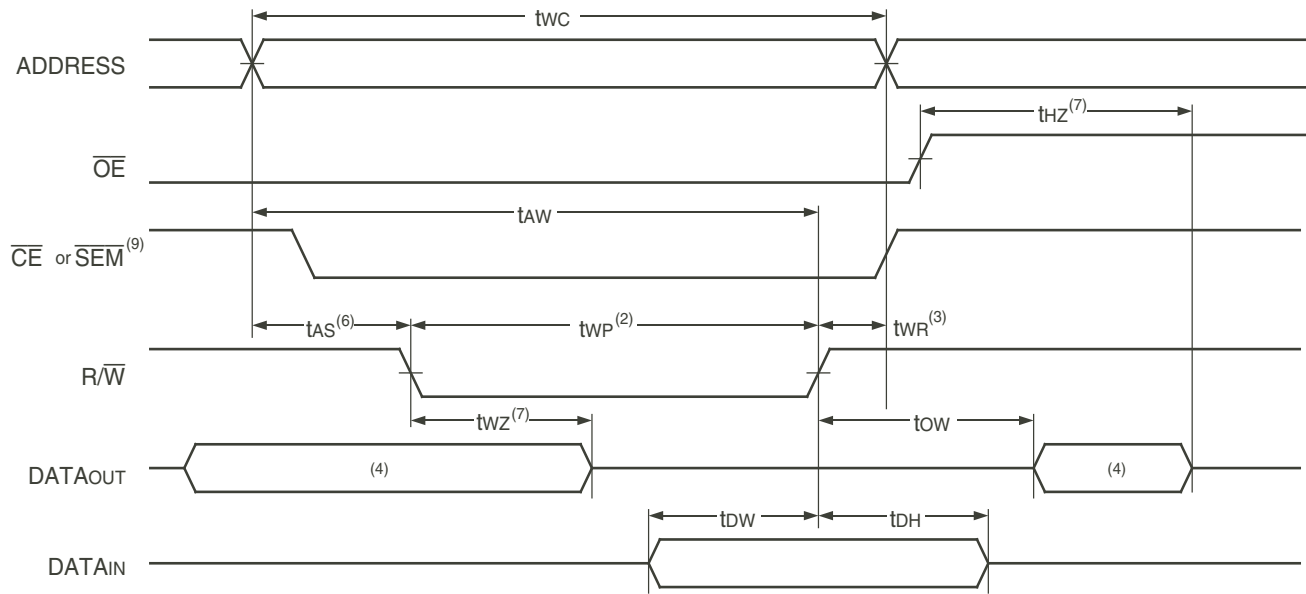 tWC
ADDRESS
tHZ(7)
OE
tAW
CE or SEM(9)
tAS(6) tWP(2) tWR(3)
R/W
tWZ(7) tOW
DATAOUT (4) (4)
tDW tDH
DATAIN